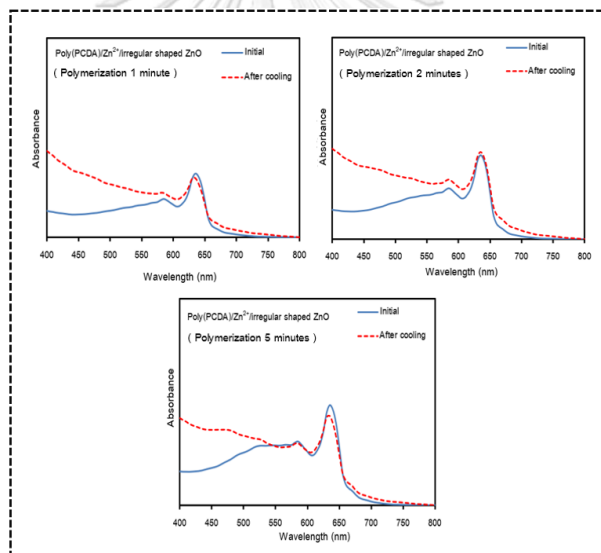 Poly(PCDA)/Zn²⁺/irregular shaped ZnO
( Polymerization 1 minute )
Initial
After cooling
Absorbance
400 450 500 550 600 650 700 750 800
Wavelength (nm)
Poly(PCDA)/Zn²⁺/irregular shaped ZnO
( Polymerization 2 minutes )
Initial
After cooling
Absorbance
400 450 500 550 600 650 700 750 800
Wavelength (nm)
Poly(PCDA)/Zn²⁺/irregular shaped ZnO
( Polymerization 5 minutes )
Initial
After cooling
Absorbance
400 450 500 550 600 650 700 750 800
Wavelength (nm)